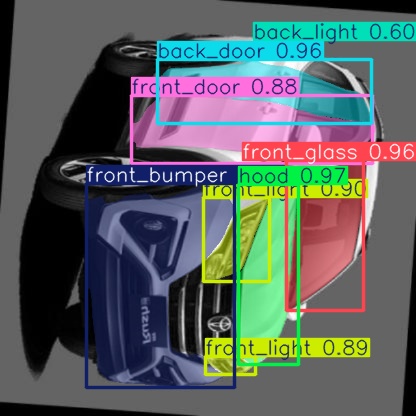 back_light 0.60
back_door 0.96
front_door 0.88
front_glass 0.96
front_bumper
hood 0.97
front_light 0.90
front_light 0.89